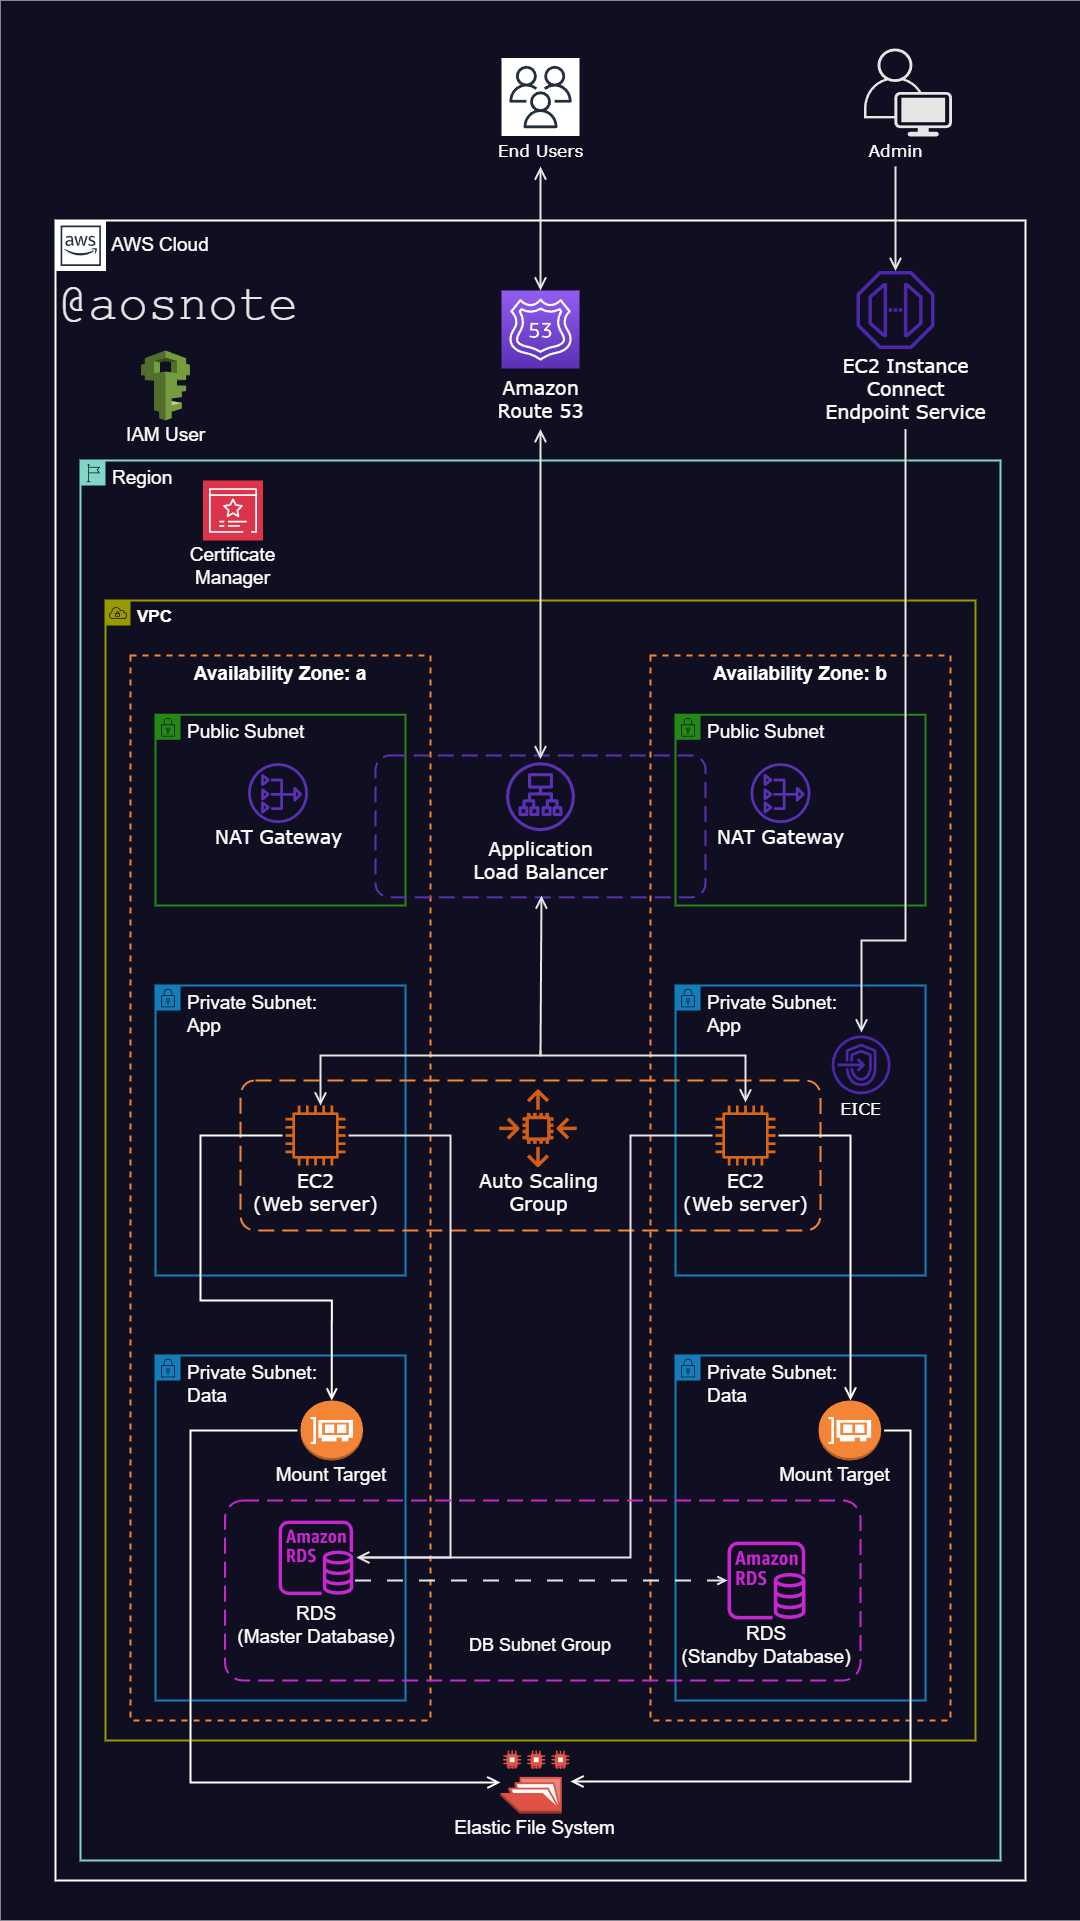 End Users
Admin
aws
AWS Cloud
@aosnote
53
Amazon
Route 53
EC2 Instance
Connect
Endpoint Service
IAM User
Region
Certificate
Manager
VPC
Availability Zone: a
Availability Zone: b
Public Subnet
Public Subnet
NAT Gateway
Application
Load Balancer
NAT Gateway
Private Subnet:
App
Private Subnet:
App
EICE
EC2
(Web server)
Auto Scaling
Group
EC2
(Web server)
Private Subnet:
Data
Private Subnet:
Data
Mount Target
Mount Target
Amazon
RDS
RDS
(Master Database)
DB Subnet Group
Amazon
RDS
RDS
(Standby Database)
Elastic File System